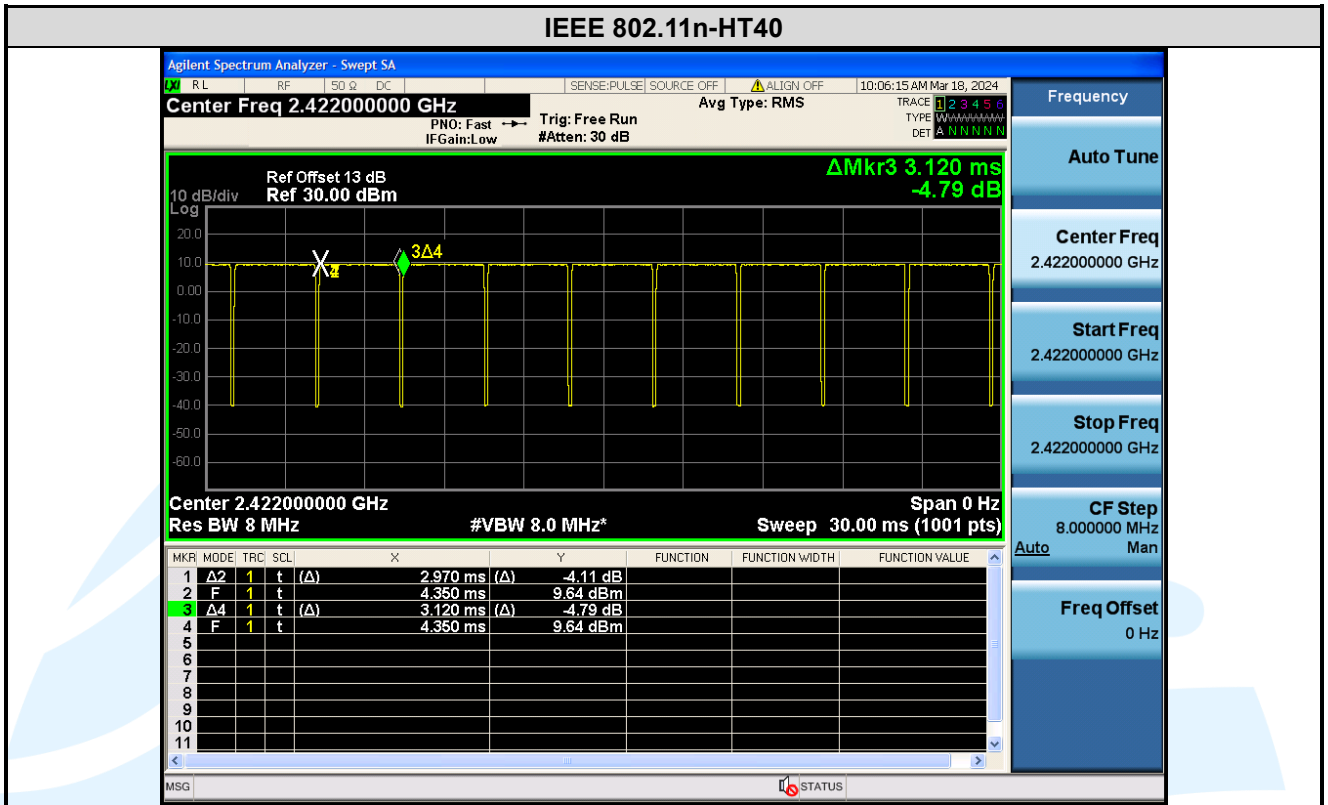 IEEE 802.11n-HT40
Agilent Spectrum Analyzer - Swept SA
LXI RL RF 50 Ω DC SENSE:PULSE SOURCE OFF ALIGN OFF 10:06:15 AM Mar 18, 2024
Center Freq 2.422000000 GHz Avg Type: RMS TRACE 1 2 3 4 5 6
PNO: Fast Trig: Free Run TYPE WWWWWW
IFGain:Low #Atten: 30 dB DET A N N N N N
Frequency
Auto Tune
Center Freq
2.422000000 GHz
Start Freq
2.422000000 GHz
Stop Freq
2.422000000 GHz
CF Step
8.000000 MHz
Auto Man
Freq Offset
0 Hz
ΔMkr3 3.120 ms
-4.79 dB
Ref Offset 13 dB
10 dB/div Ref 30.00 dBm
Log
20.0
10.0
0.00
-10.0
-20.0
-30.0
-40.0
-50.0
-60.0
3Δ4
Center 2.422000000 GHz Span 0 Hz
Res BW 8 MHz #VBW 8.0 MHz* Sweep 30.00 ms (1001 pts)
MKR MODE TRC SCL X Y FUNCTION FUNCTION WIDTH FUNCTION VALUE
1 Δ2 1 t (Δ) 2.970 ms (Δ) -4.11 dB
2 F 1 t 4.350 ms 9.64 dBm
3 Δ4 1 t (Δ) 3.120 ms (Δ) -4.79 dB
4 F 1 t 4.350 ms 9.64 dBm
5
6
7
8
9
10
11
MSG STATUS